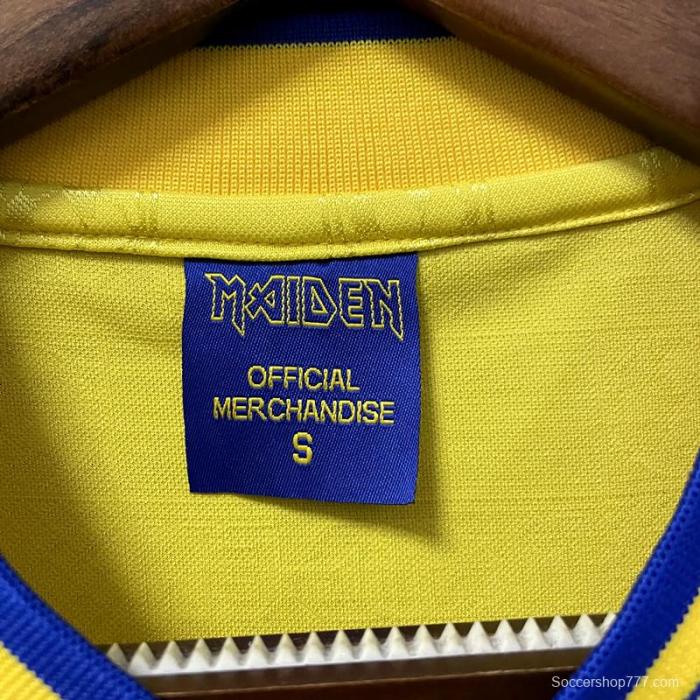 MAIDEN
OFFICIAL
MERCHANDISE
S
Soccershop777.com